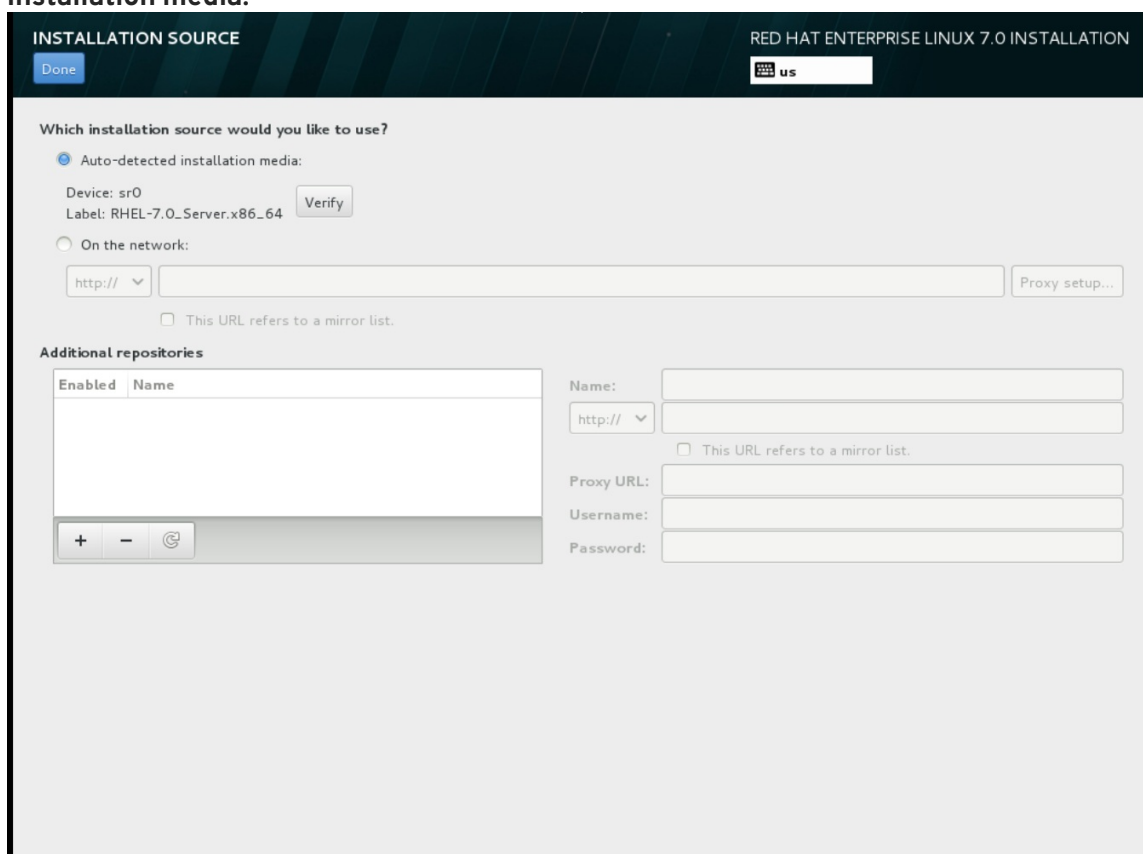 installation media.
INSTALLATION SOURCE
RED HAT ENTERPRISE LINUX 7.0 INSTALLATION
Done
us
Which installation source would you like to use?
Auto-detected installation media:
Device: sr0
Label: RHEL-7.0_Server.x86_64
Verify
On the network:
http://
Proxy setup...
This URL refers to a mirror list.
Additional repositories
Enabled Name
Name:
http://
This URL refers to a mirror list.
Proxy URL:
Username:
Password: